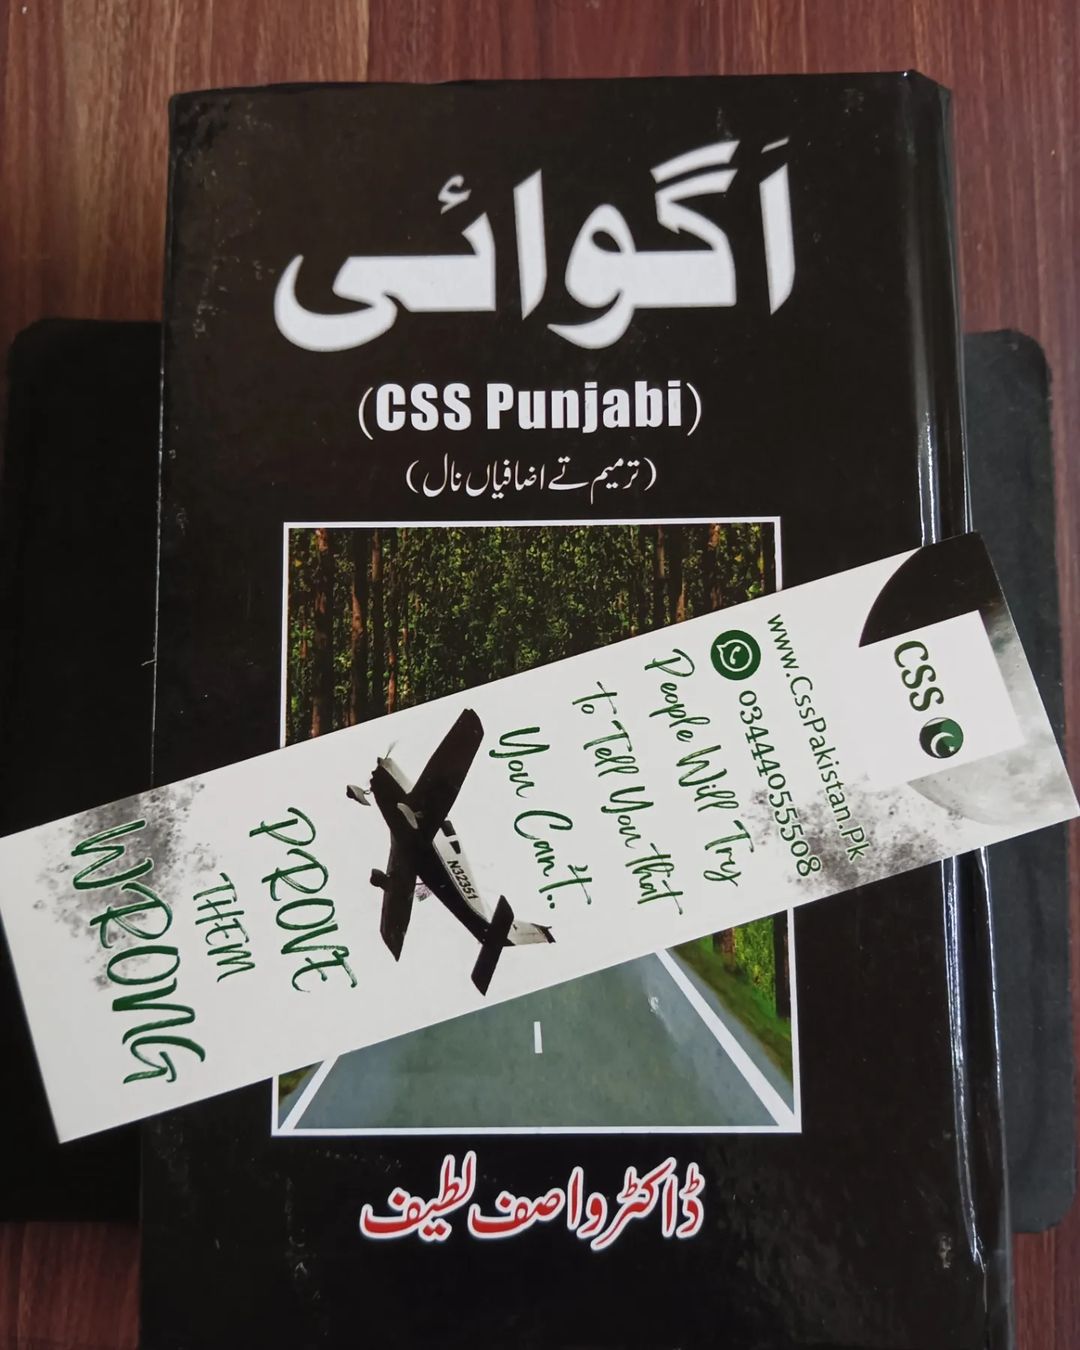 اَگوائی
(CSS Punjabi)
(ترمیم تے اضافیاں نال)
CSS
www.CssPakistan.Pk
03444055508
People Will Try
to Tell You that
You Can't..
N32351
PROVE
THEM
WRONG
ڈاکٹر واصف لطیف